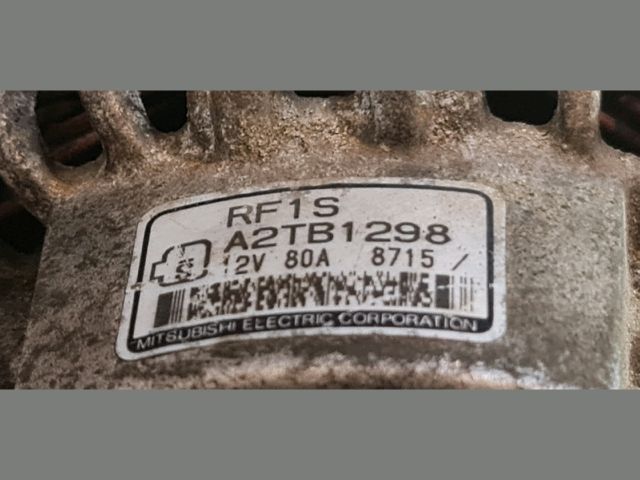 RF1S
A2TB1298
12V 80A 8715 /
MITSUBISHI ELECTRIC CORPORATION